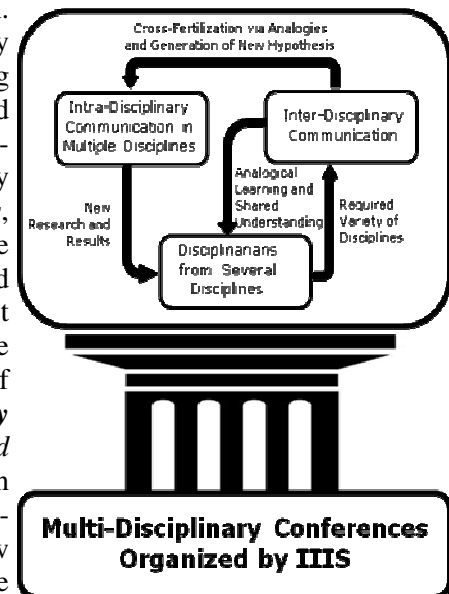 Cross-Fertilization via Analogies
and Generation of New Hypothesis
Intra-Disciplinary
Communication in
Multiple Disciplines
Inter-Disciplinary
Communication
New
Research and
Results
Analogical
Learning and
Shared
Understanding
Required
Variety of
Disciplines
Disciplinarians
from Several
Disciplines
Multi-Disciplinary Conferences
Organized by IIIS